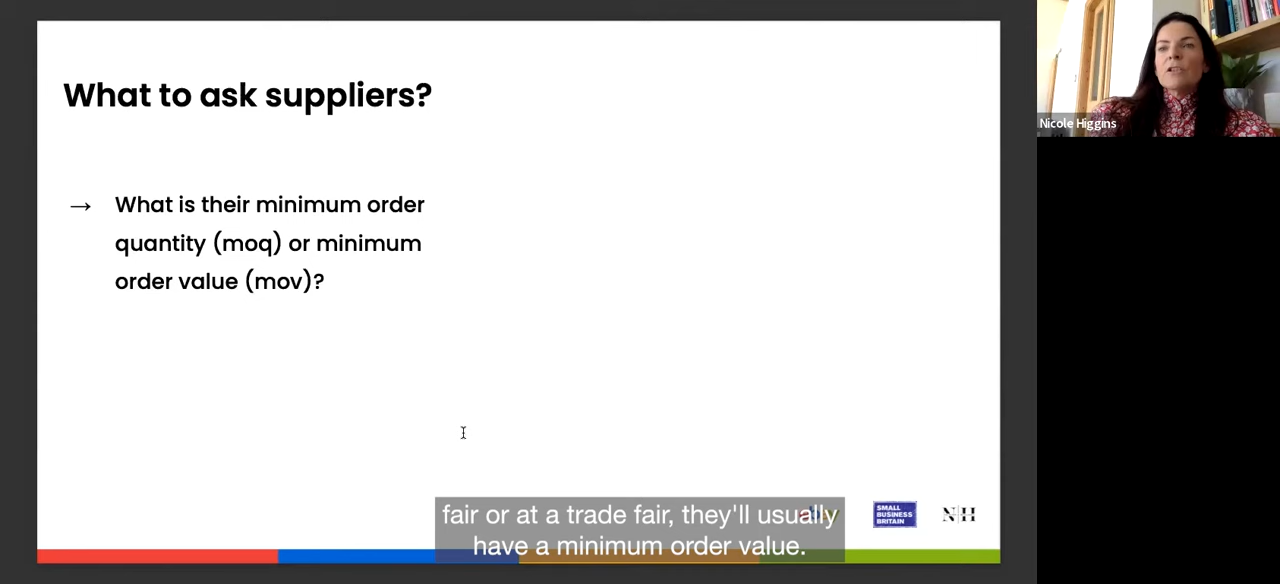 What to ask suppliers?
→ What is their minimum order
quantity (moq) or minimum
order value (mov)?
Nicole Higgins
fair or at a trade fair, they'll usually
have a minimum order value.
SMALL
BUSINESS
BRITAIN
N|H